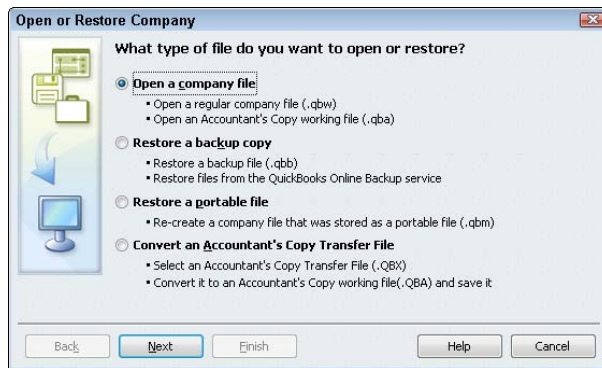 Open or Restore Company
What type of file do you want to open or restore?
Open a company file
• Open a regular company file (.qbw)
• Open an Accountant's Copy working file (.qba)
Restore a backup copy
• Restore a backup file (.qbb)
• Restore files from the QuickBooks Online Backup service
Restore a portable file
• Re-create a company file that was stored as a portable file (.qbm)
Convert an Accountant's Copy Transfer File
• Select an Accountant's Copy Transfer File (.QBX)
• Convert it to an Accountant's Copy working file(.QBA) and save it
Back Next Finish Help Cancel